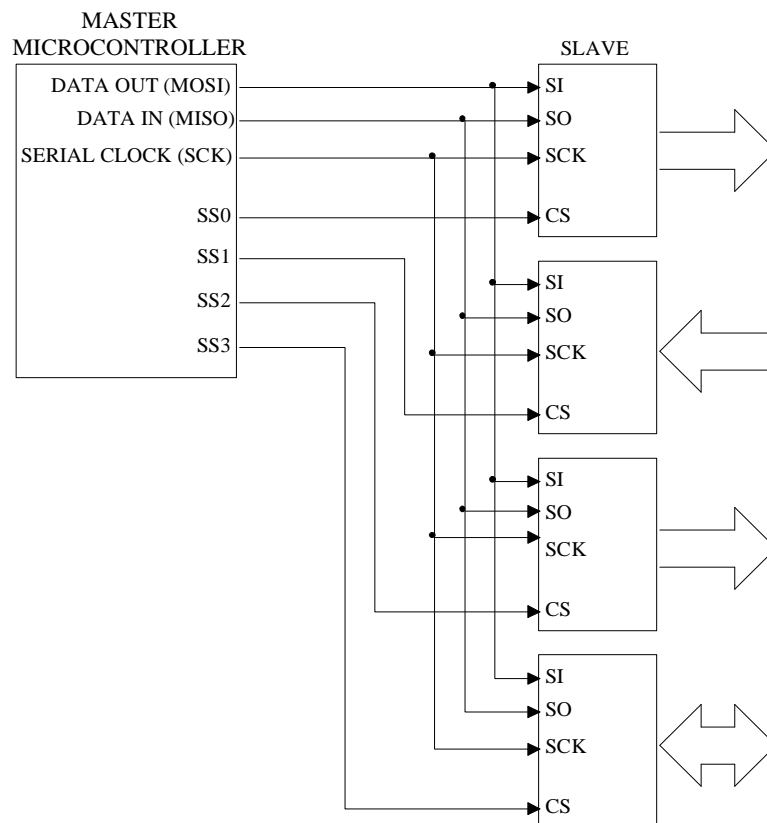 MASTER
MICROCONTROLLER
DATA OUT (MOSI)
DATA IN (MISO)
SERIAL CLOCK (SCK)
SS0
SS1
SS2
SS3
SLAVE
SI
SO
SCK
CS
SI
SO
SCK
CS
SI
SO
SCK
CS
SI
SO
SCK
CS